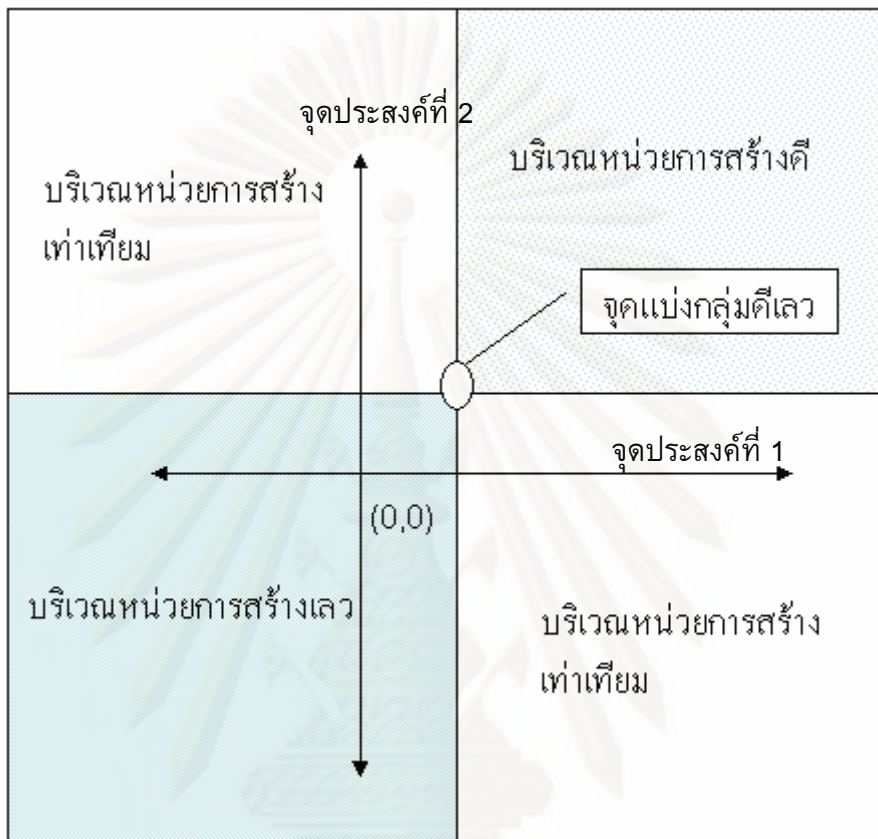 จุดประสงค์ที่ 2
บริเวณหน่วยการสร้างดี
บริเวณหน่วยการสร้าง
เท่าเทียม
จุดแบ่งกลุ่มดีเลว
จุดประสงค์ที่ 1
(0,0)
บริเวณหน่วยการสร้างเลว
บริเวณหน่วยการสร้าง
เท่าเทียม